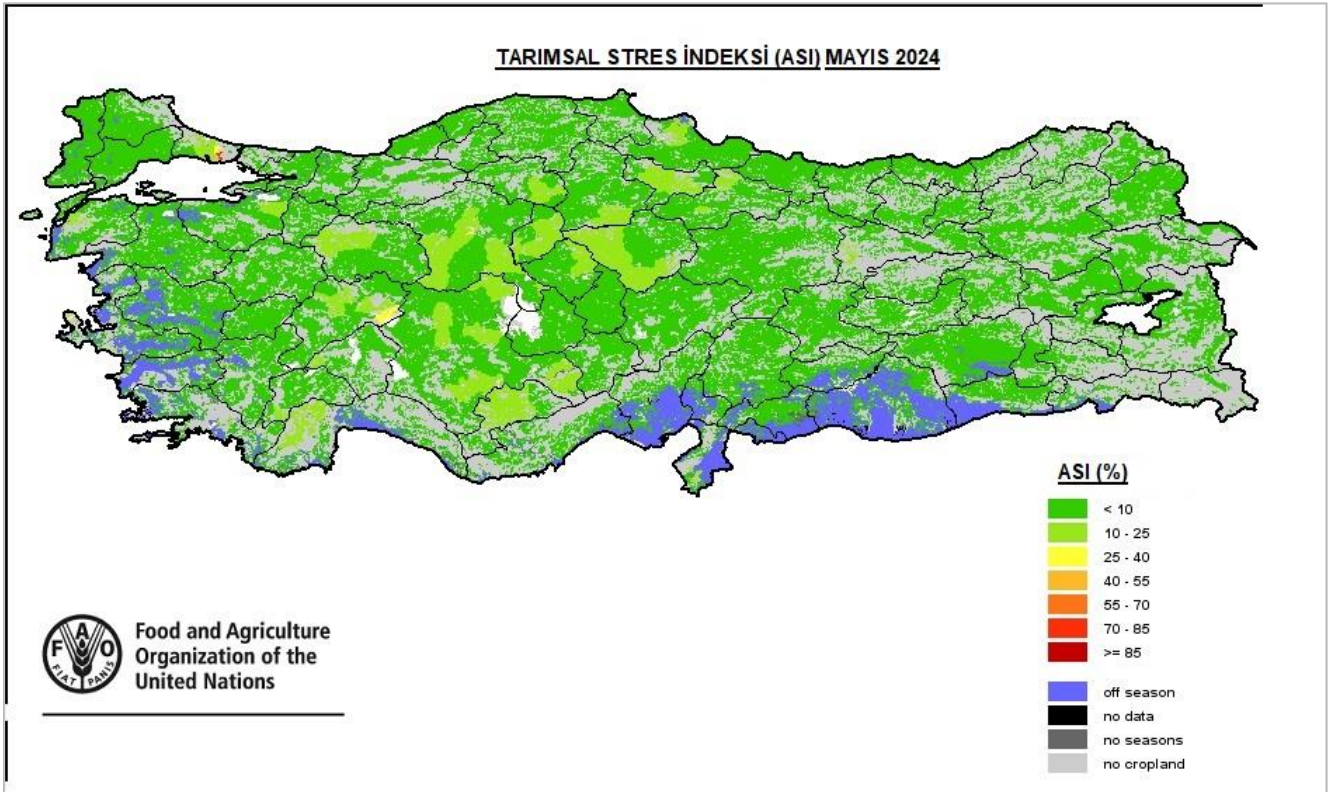 TARIMSAL STRES İNDEKSİ (ASI) MAYIS 2024
ASI (%)
< 10
10 - 25
25 - 40
40 - 55
55 - 70
70 - 85
>= 85
off season
no data
no seasons
no cropland
F A O
FIAT PANIS
Food and Agriculture
Organization of the
United Nations